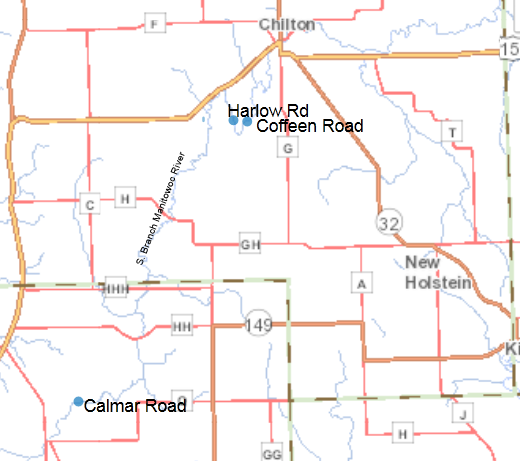 F
Chilton
15
Harlow Rd
Coffeen Road
T
G
S. Branch Manitowoc River
H
C
32
GH
New
Holstein
A
HHH
HH
149
Ki
Calmar Road
J
H
GG